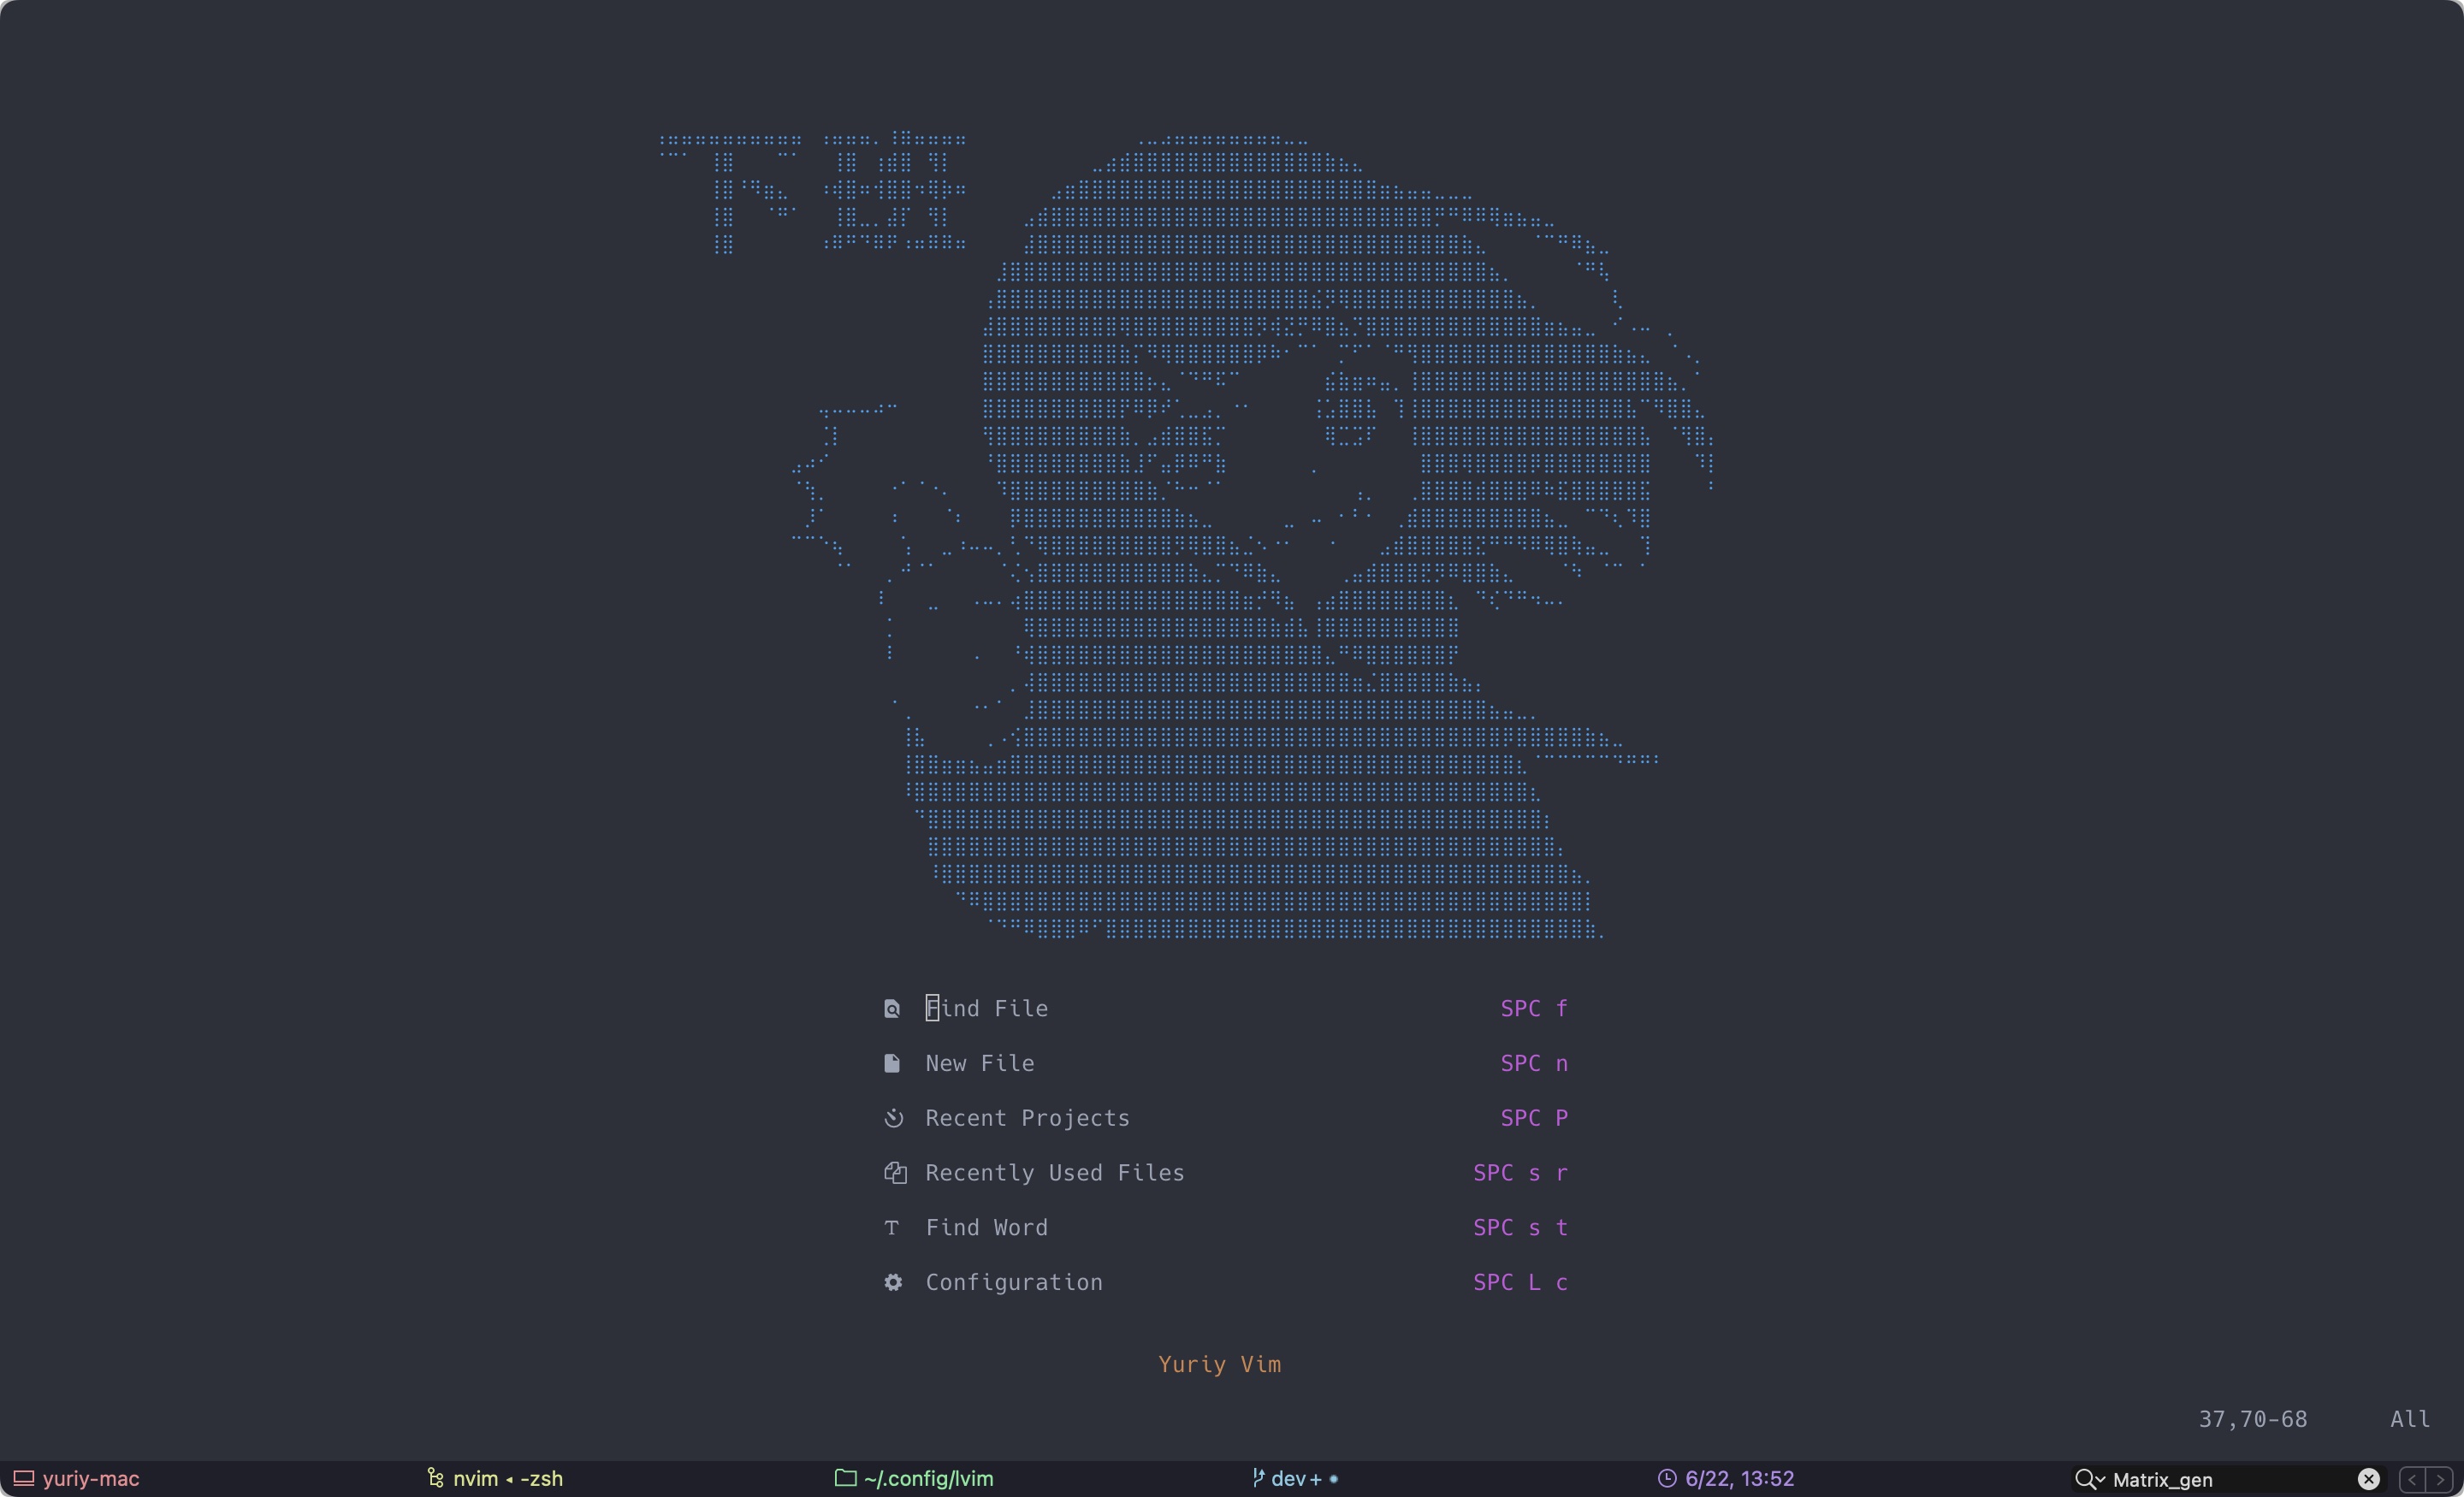 Find File SPC f
New File SPC n
Recent Projects SPC P
Recently Used Files SPC s r
Find Word SPC s t
Configuration SPC L c
Yuriy Vim
37,70-68 All
yuriy-mac nvim ◂ -zsh ~/.config/lvim dev+ ● 6/22, 13:52 Matrix_gen